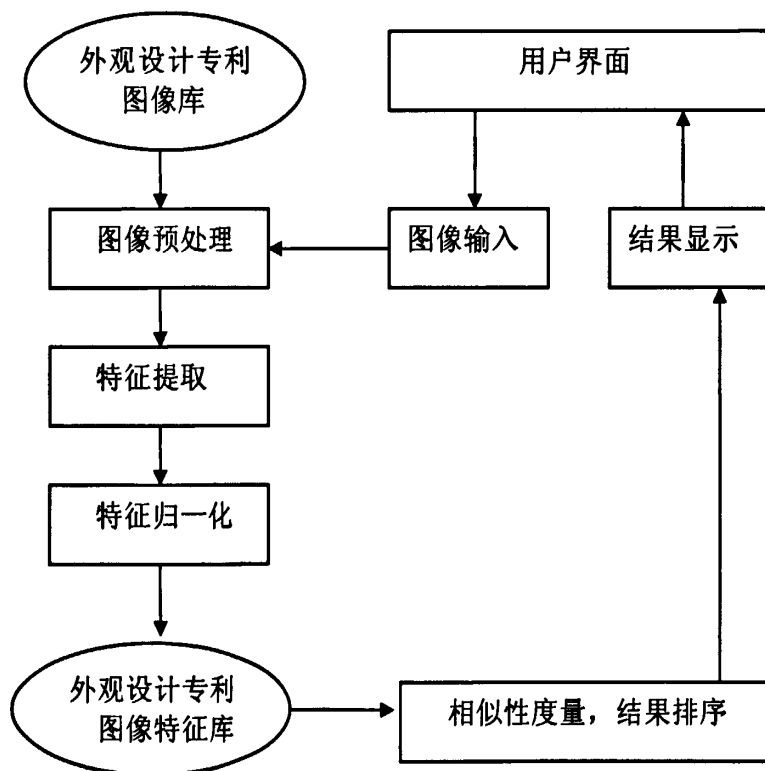 外观设计专利
图像库
用户界面
图像预处理
图像输入
结果显示
特征提取
特征归一化
外观设计专利
图像特征库
相似性度量，结果排序